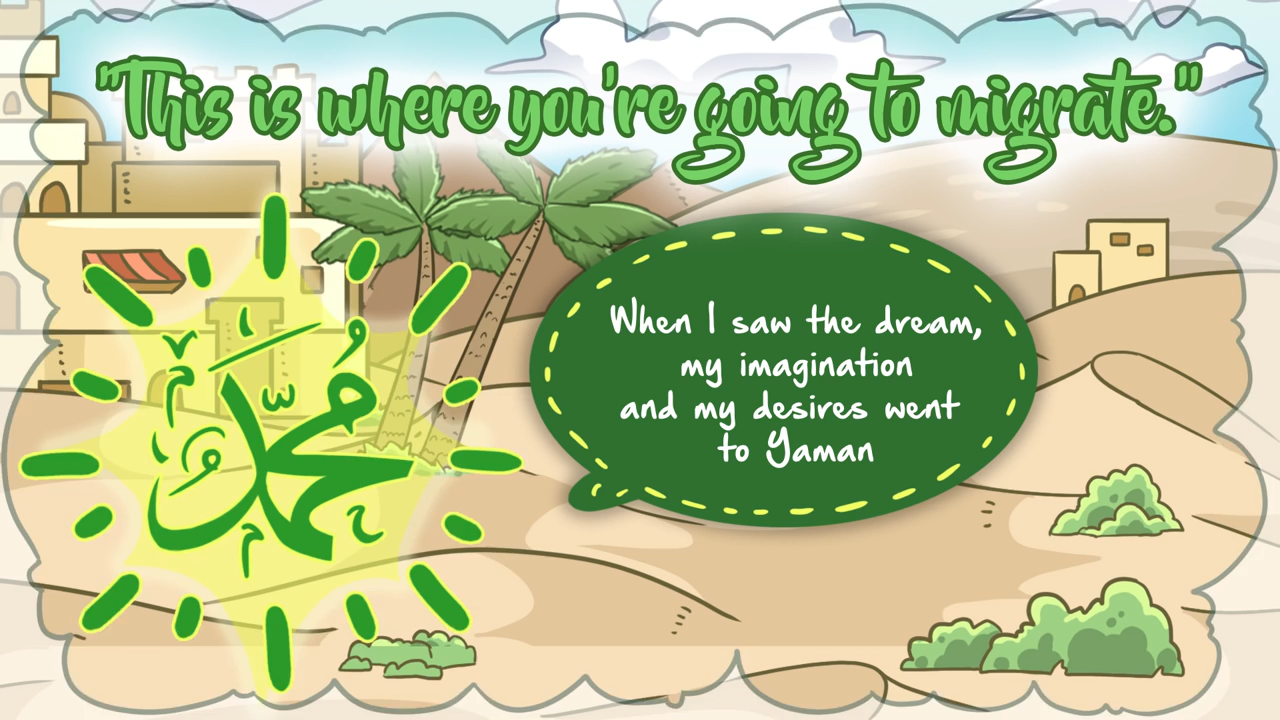 "This is where you're going to migrate."
When I saw the dream,
my imagination
and my desires went
to Yaman
محمد